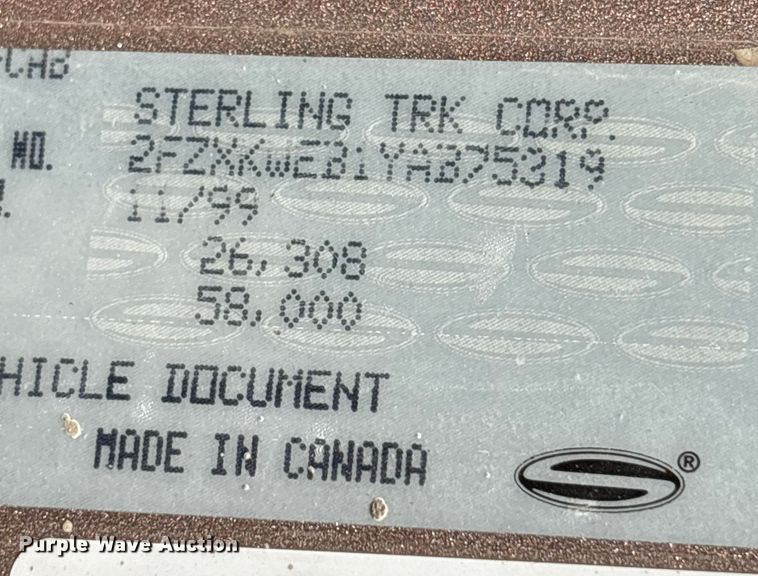 -CAB
STERLING TRK CORP.
NO. 2FZXKWEB1YAB75319
11/99
26,308
58,000
HICLE DOCUMENT
MADE IN CANADA
®
Purple Wave Auction